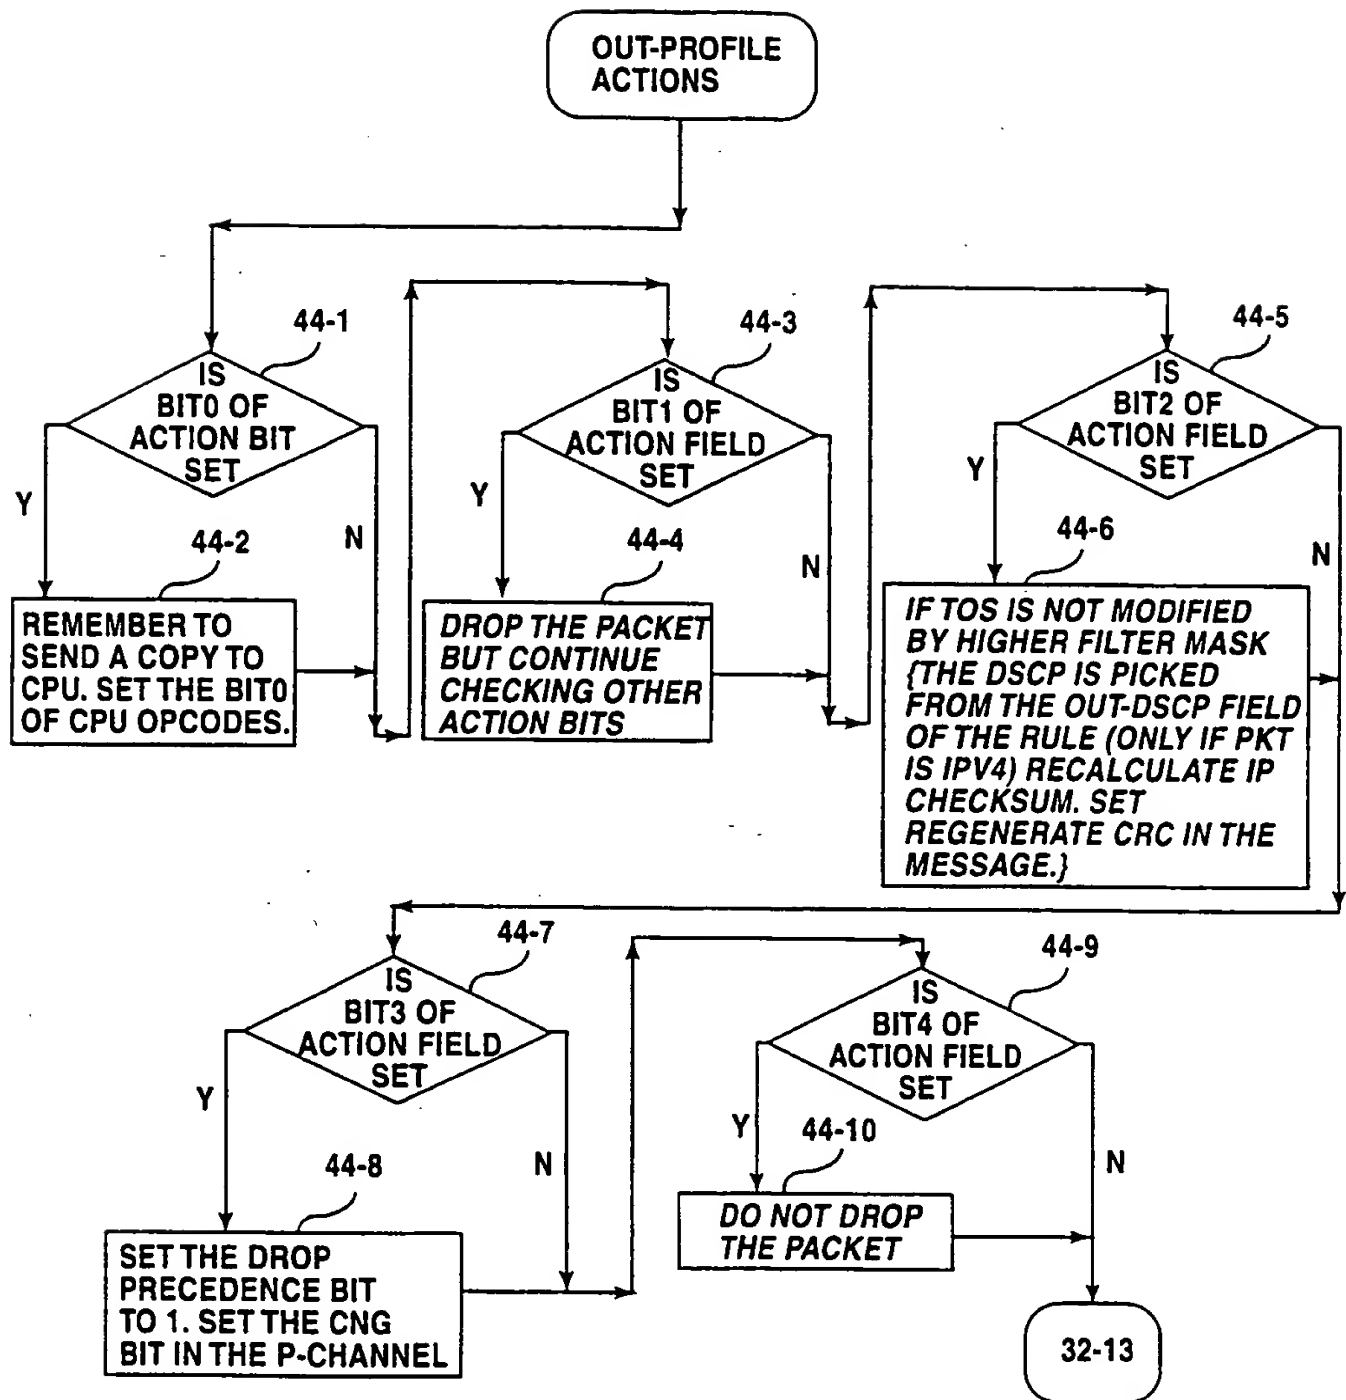 OUT-PROFILE
ACTIONS
44-1
IS
BIT0 OF
ACTION BIT
SET
Y
N
44-2
REMEMBER TO
SEND A COPY TO
CPU. SET THE BIT0
OF CPU OPCODES.
44-3
IS
BIT1 OF
ACTION FIELD
SET
Y
N
44-4
DROP THE PACKET
BUT CONTINUE
CHECKING OTHER
ACTION BITS
44-5
IS
BIT2 OF
ACTION FIELD
SET
Y
N
44-6
IF TOS IS NOT MODIFIED
BY HIGHER FILTER MASK
{THE DSCP IS PICKED
FROM THE OUT-DSCP FIELD
OF THE RULE (ONLY IF PKT
IS IPV4) RECALCULATE IP
CHECKSUM. SET
REGENERATE CRC IN THE
MESSAGE.}
44-7
IS
BIT3 OF
ACTION FIELD
SET
Y
N
44-8
SET THE DROP
PRECEDENCE BIT
TO 1. SET THE CNG
BIT IN THE P-CHANNEL
44-9
IS
BIT4 OF
ACTION FIELD
SET
Y
N
44-10
DO NOT DROP
THE PACKET
32-13